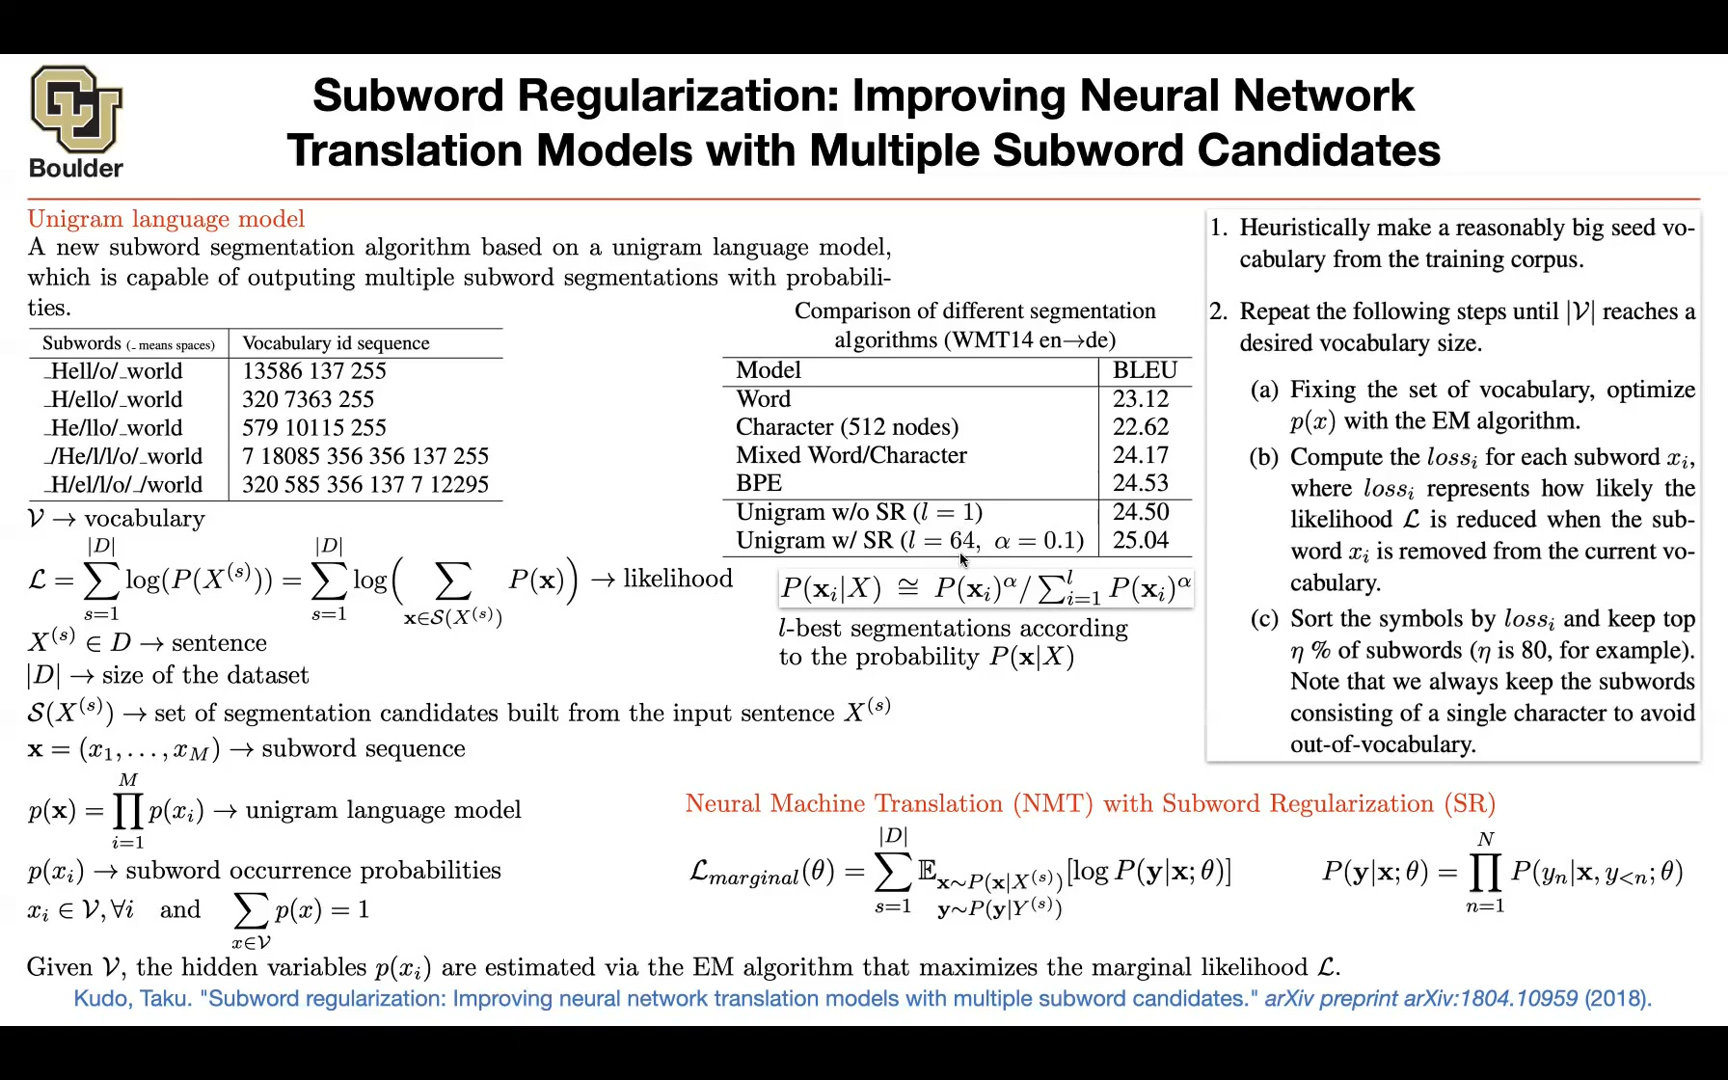 CU
Boulder
Subword Regularization: Improving Neural Network
Translation Models with Multiple Subword Candidates
Unigram language model
A new subword segmentation algorithm based on a unigram language model,
which is capable of outputing multiple subword segmentations with probabili-
ties.
Subwords (_ means spaces) | Vocabulary id sequence
_Hell/o/_world | 13586 137 255
_H/ello/_world | 320 7363 255
_He/llo/_world | 579 10115 255
_/He/l/l/o/_world | 7 18085 356 356 137 255
_H/el/l/o/_/world | 320 585 356 137 7 12295
𝒱 → vocabulary
ℒ = ∑_{s=1}^{|D|} log(P(X^{(s)})) = ∑_{s=1}^{|D|} log(∑_{𝐱∈𝒮(X^{(s)})} P(𝐱)) → likelihood
X^{(s)} ∈ D → sentence
|D| → size of the dataset
𝒮(X^{(s)}) → set of segmentation candidates built from the input sentence X^{(s)}
𝐱 = (x_1, . . . , x_M) → subword sequence
p(𝐱) = ∏_{i=1}^{M} p(x_i) → unigram language model
p(x_i) → subword occurrence probabilities
x_i ∈ 𝒱, ∀i and ∑_{x∈𝒱} p(x) = 1
Given 𝒱, the hidden variables p(x_i) are estimated via the EM algorithm that maximizes the marginal likelihood ℒ.
Comparison of different segmentation
algorithms (WMT14 en→de)
Model | BLEU
Word | 23.12
Character (512 nodes) | 22.62
Mixed Word/Character | 24.17
BPE | 24.53
Unigram w/o SR (l = 1) | 24.50
Unigram w/ SR (l = 64, α = 0.1) | 25.04
P(𝐱_i|X) ≅ P(𝐱_i)^α / ∑_{i=1}^{l} P(𝐱_i)^α
l-best segmentations according
to the probability P(𝐱|X)
1. Heuristically make a reasonably big seed vo-
cabulary from the training corpus.
2. Repeat the following steps until |𝒱| reaches a
desired vocabulary size.
(a) Fixing the set of vocabulary, optimize
p(x) with the EM algorithm.
(b) Compute the loss_i for each subword x_i,
where loss_i represents how likely the
likelihood ℒ is reduced when the sub-
word x_i is removed from the current vo-
cabulary.
(c) Sort the symbols by loss_i and keep top
η % of subwords (η is 80, for example).
Note that we always keep the subwords
consisting of a single character to avoid
out-of-vocabulary.
Neural Machine Translation (NMT) with Subword Regularization (SR)
ℒ_{marginal}(θ) = ∑_{s=1}^{|D|} 𝔼_{𝐱∼P(𝐱|X^{(s)}) 𝐲∼P(𝐲|Y^{(s)})} [log P(𝐲|𝐱; θ)]
P(𝐲|𝐱; θ) = ∏_{n=1}^{N} P(y_n|𝐱, y_{<n}; θ)
Kudo, Taku. "Subword regularization: Improving neural network translation models with multiple subword candidates." arXiv preprint arXiv:1804.10959 (2018).